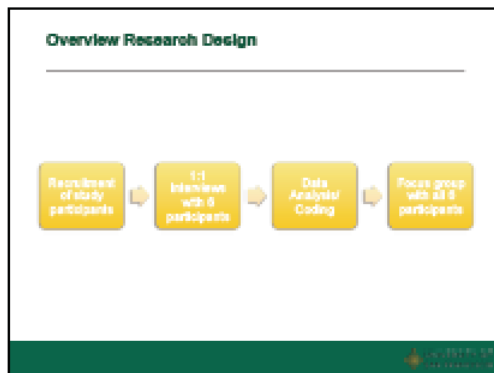 Overview Research Design
Recruitment
of study
participants
1:1
Interviews
with 6
participants
Data
Analysis/
Coding
Focus group
with all 6
participants